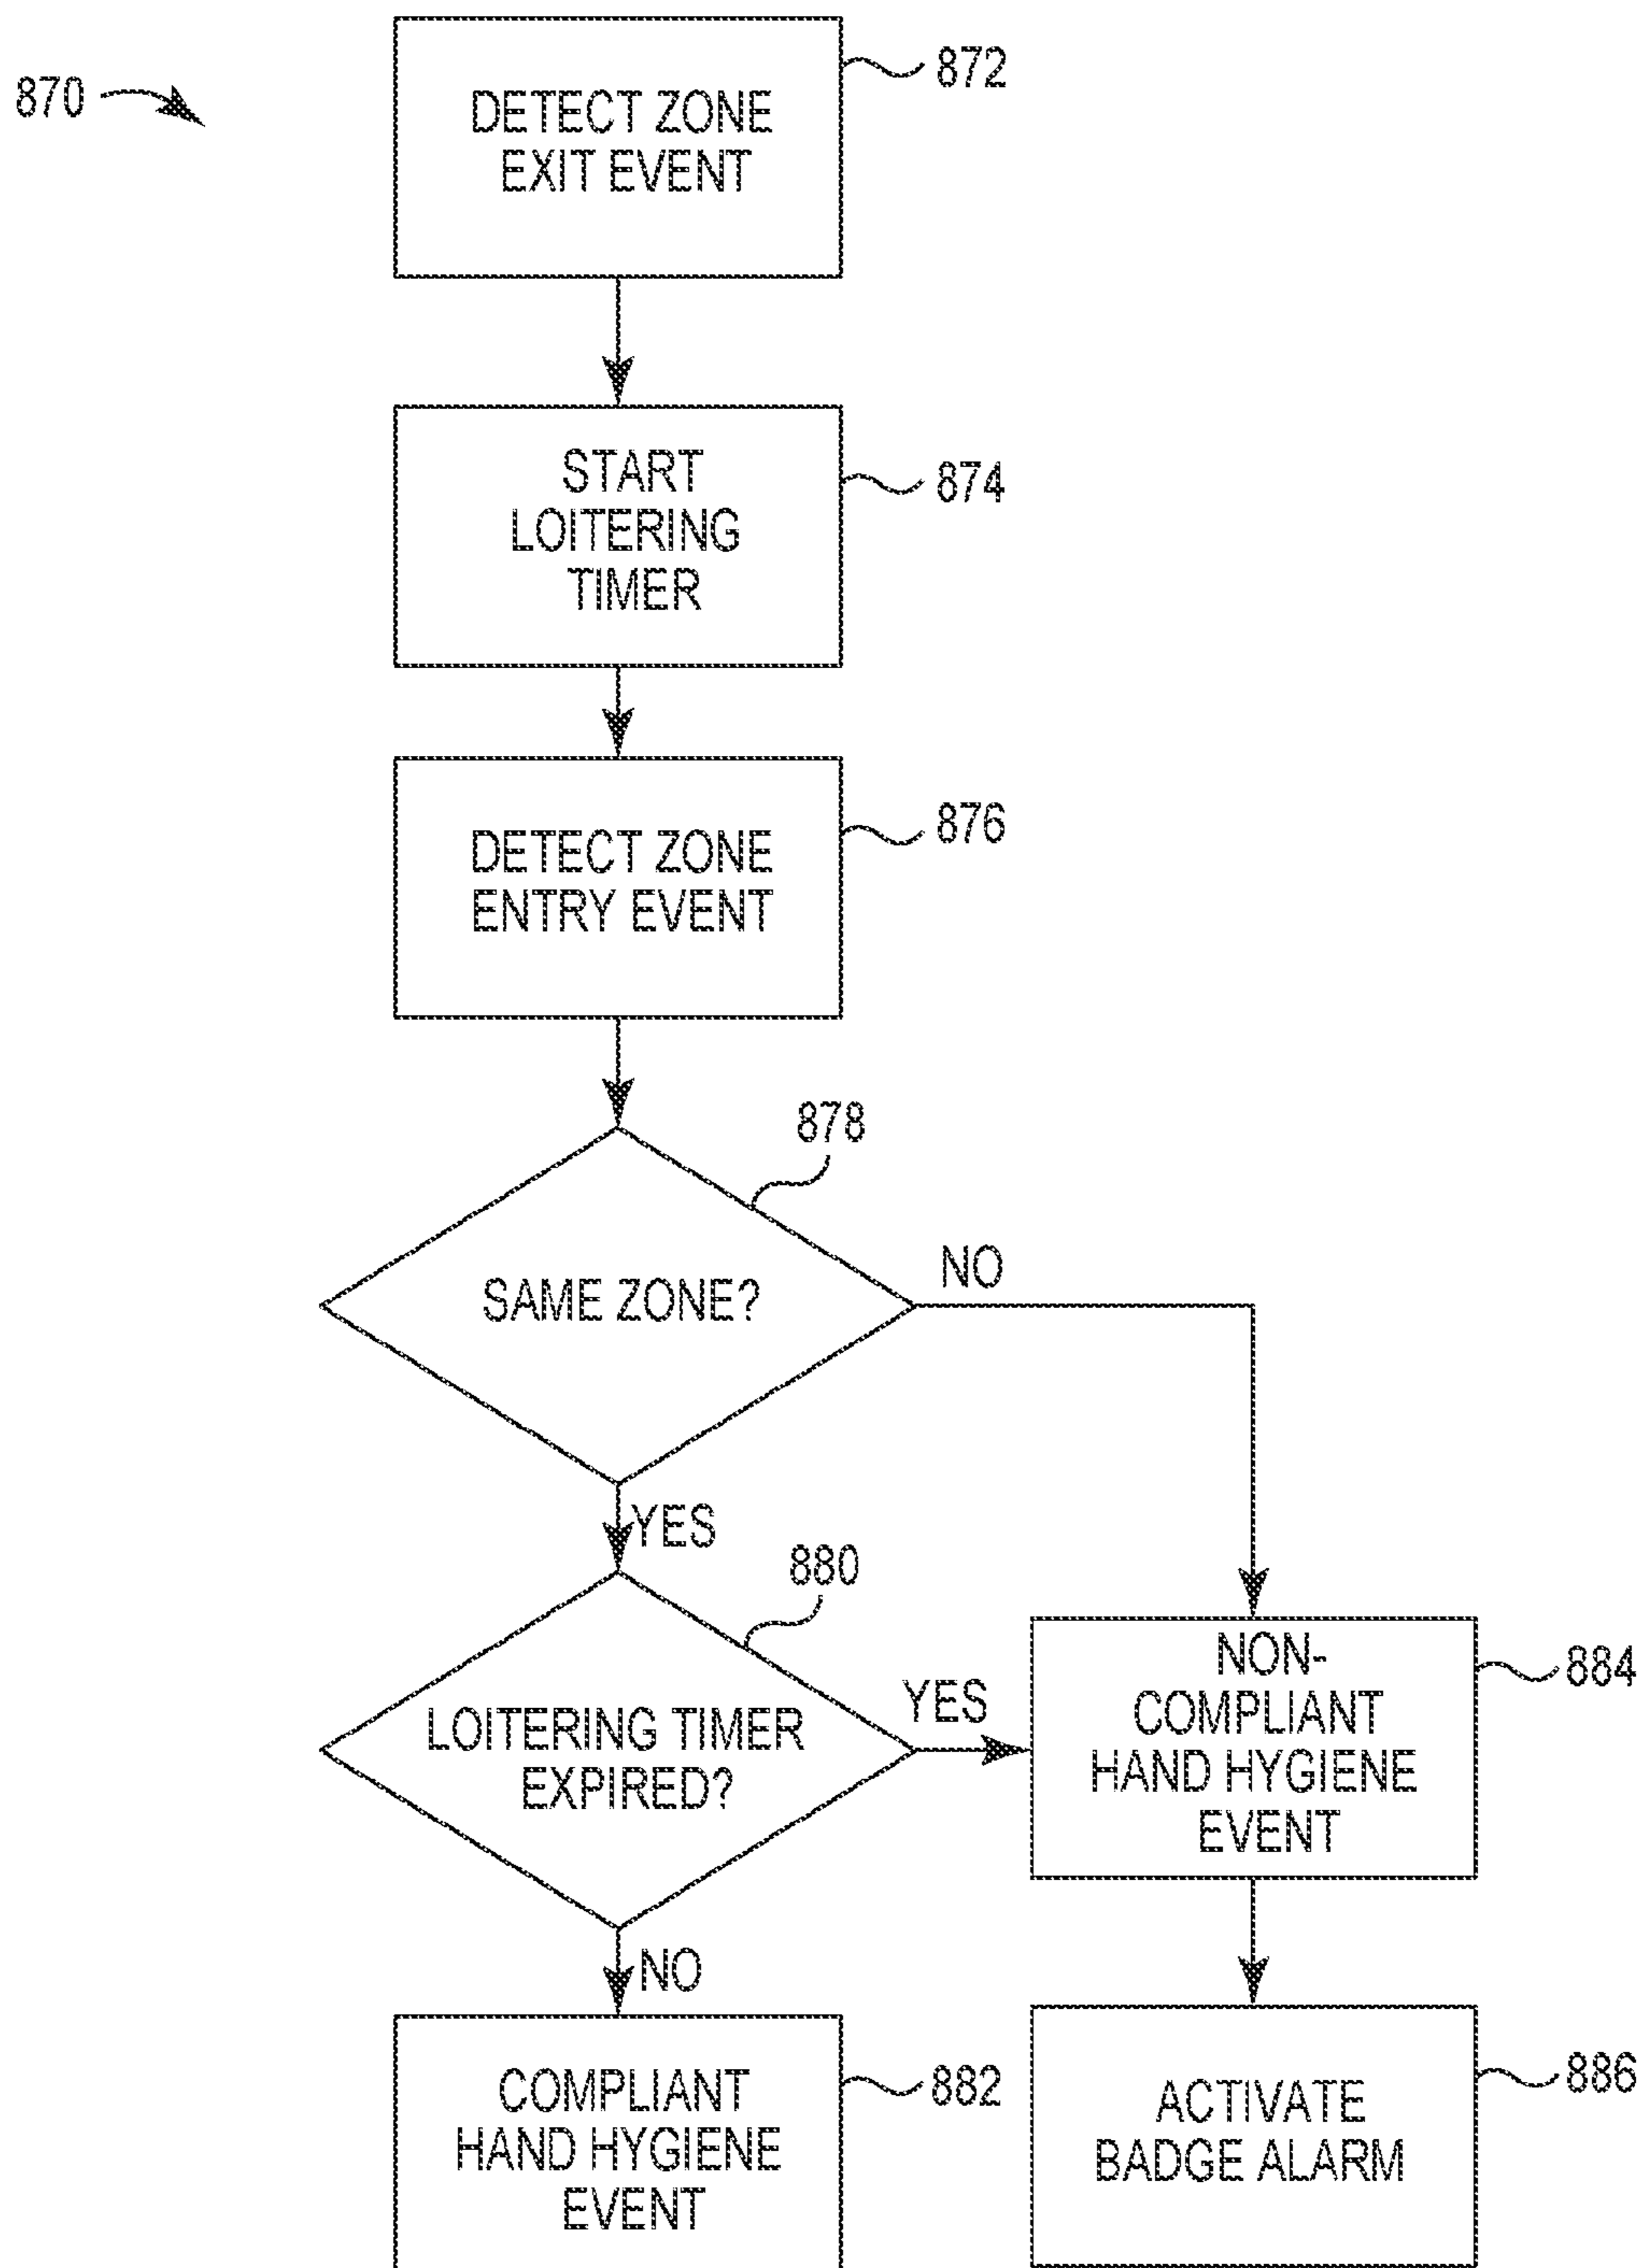 870
DETECT ZONE
EXIT EVENT
872
START
LOITERING
TIMER
874
DETECT ZONE
ENTRY EVENT
876
878
SAME ZONE?
NO
YES
880
LOITERING TIMER
EXPIRED?
YES
NON-
COMPLIANT
HAND HYGIENE
EVENT
884
NO
COMPLIANT
HAND HYGIENE
EVENT
882
ACTIVATE
BADGE ALARM
886